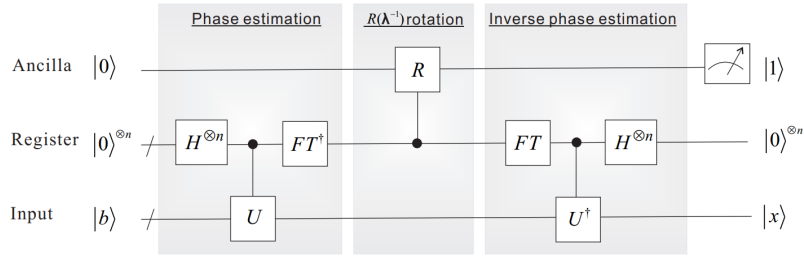 Phase estimation R(λ⁻¹) rotation Inverse phase estimation
Ancilla |0⟩ R |1⟩
Register |0⟩⊗n H⊗n FT† FT H⊗n |0⟩⊗n
Input |b⟩ U U† |x⟩